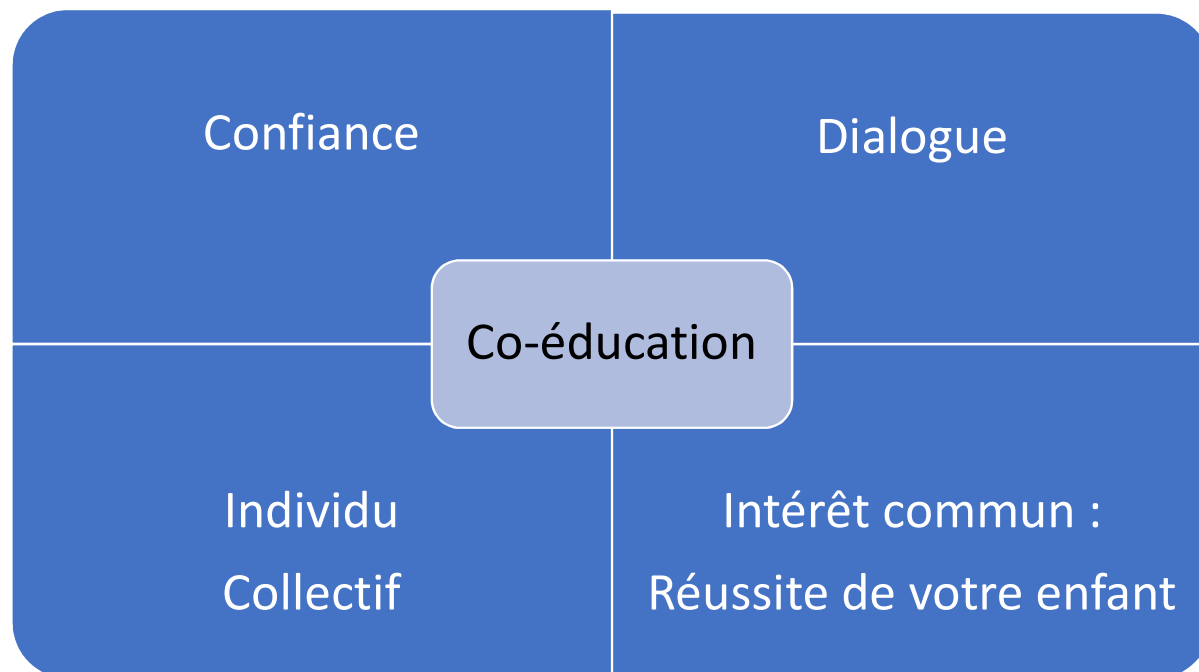 Confiance
Dialogue
Co-éducation
Individu
Collectif
Intérêt commun :
Réussite de votre enfant